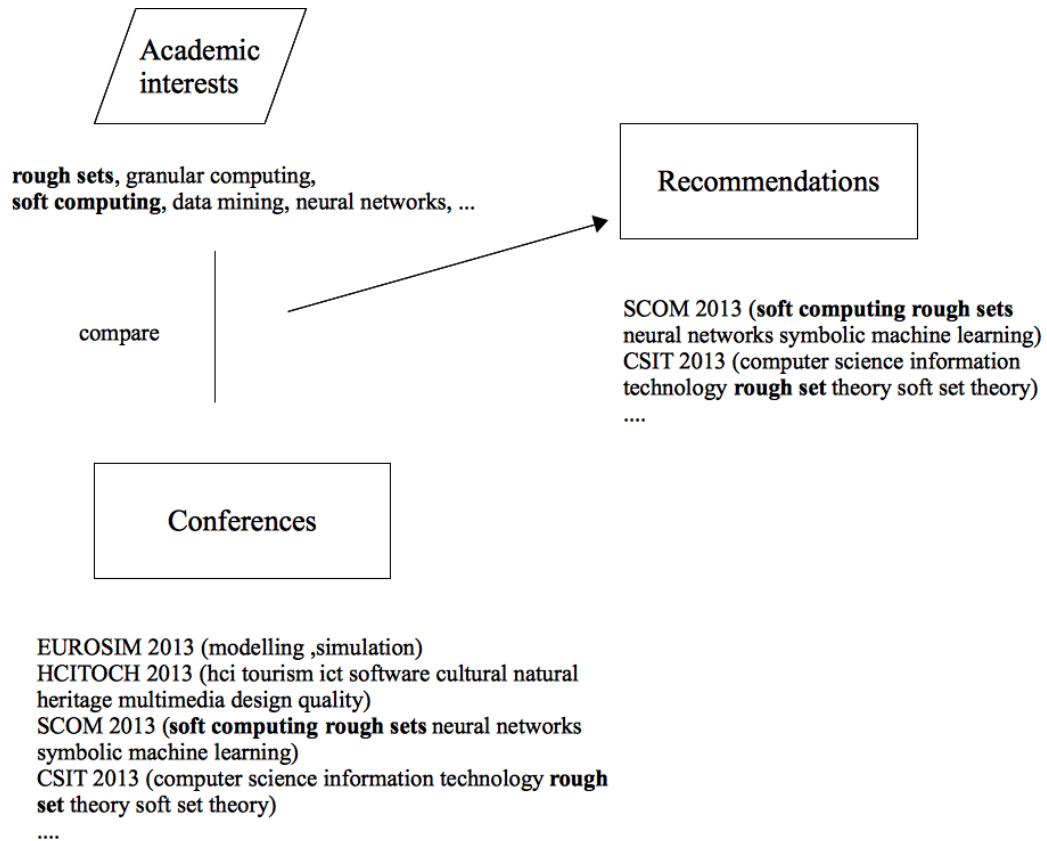 Academic
interests
rough sets, granular computing,
soft computing, data mining, neural networks, ...
compare
Recommendations
SCOM 2013 (soft computing rough sets
neural networks symbolic machine learning)
CSIT 2013 (computer science information
technology rough set theory soft set theory)
....
Conferences
EUROSIM 2013 (modelling ,simulation)
HCITOCH 2013 (hci tourism ict software cultural natural
heritage multimedia design quality)
SCOM 2013 (soft computing rough sets neural networks
symbolic machine learning)
CSIT 2013 (computer science information technology rough
set theory soft set theory)
....